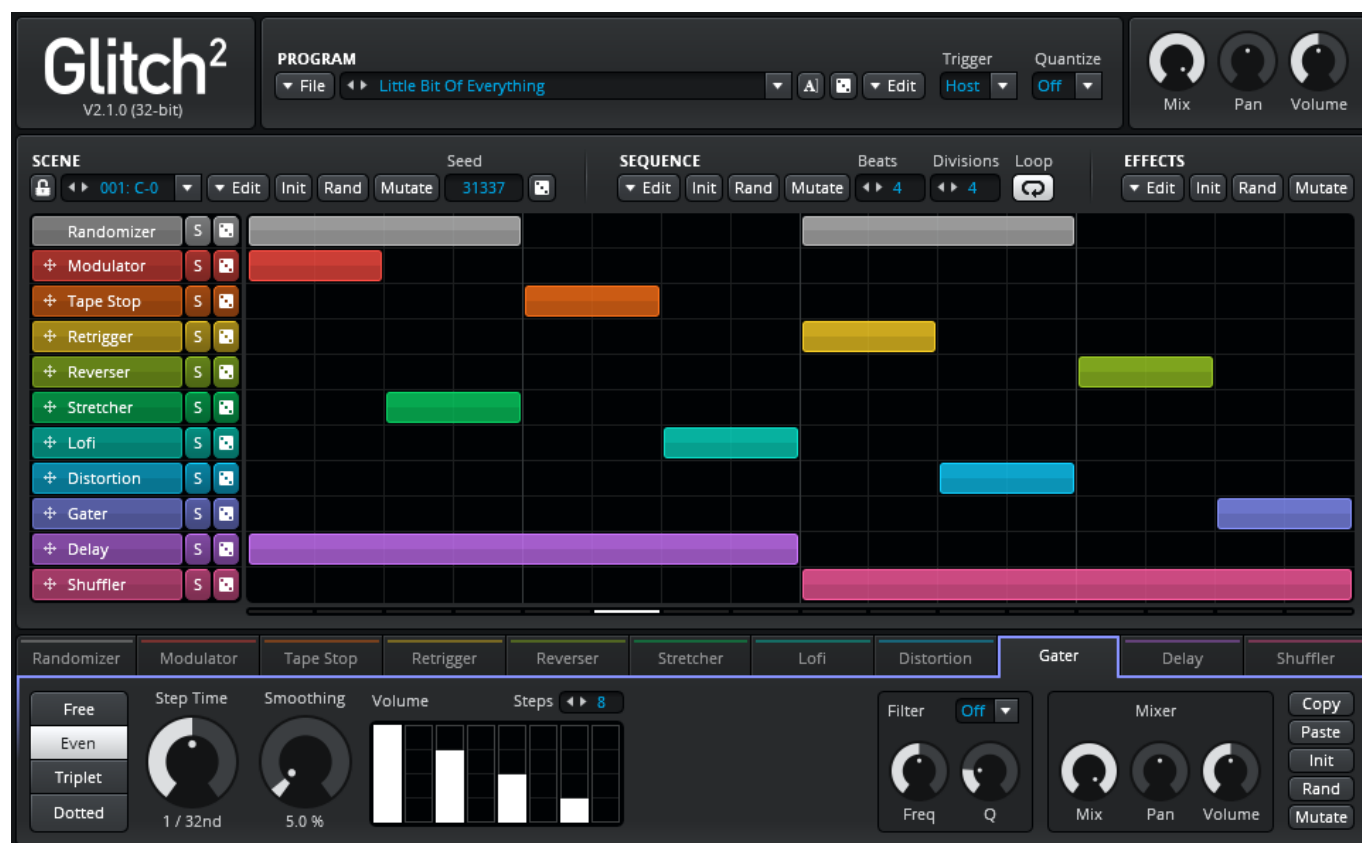 Glitch²
V2.1.0 (32-bit)
PROGRAM
Trigger Quantize
File Little Bit Of Everything A Edit Host Off
Mix Pan Volume
SCENE Seed SEQUENCE Beats Divisions Loop EFFECTS
001: C-0 Edit Init Rand Mutate 31337 Edit Init Rand Mutate 4 4 Edit Init Rand Mutate
Randomizer S
Modulator S
Tape Stop S
Retrigger S
Reverser S
Stretcher S
Lofi S
Distortion S
Gater S
Delay S
Shuffler S
Randomizer Modulator Tape Stop Retrigger Reverser Stretcher Lofi Distortion Gater Delay Shuffler
Free
Even
Triplet
Dotted
Step Time Smoothing Volume Steps 8
1 / 32nd 5.0 %
Filter Off
Freq Q
Mixer
Mix Pan Volume
Copy
Paste
Init
Rand
Mutate